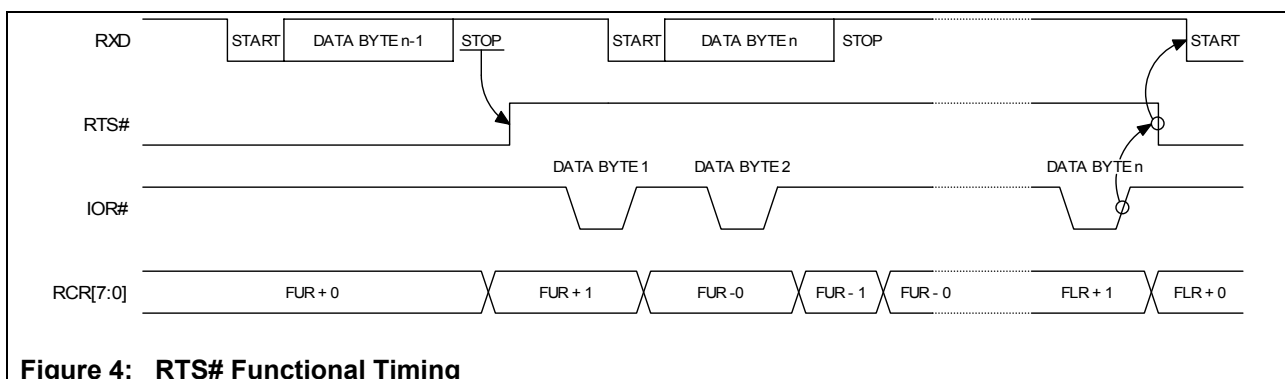 RXD START DATA BYTE n-1 STOP START DATA BYTE n STOP START
RTS#
DATA BYTE 1 DATA BYTE 2 DATA BYTE n
IOR#
RCR[7:0] FUR + 0 FUR + 1 FUR -0 FUR - 1 FUR - 0 FLR + 1 FLR + 0
Figure 4: RTS# Functional Timing